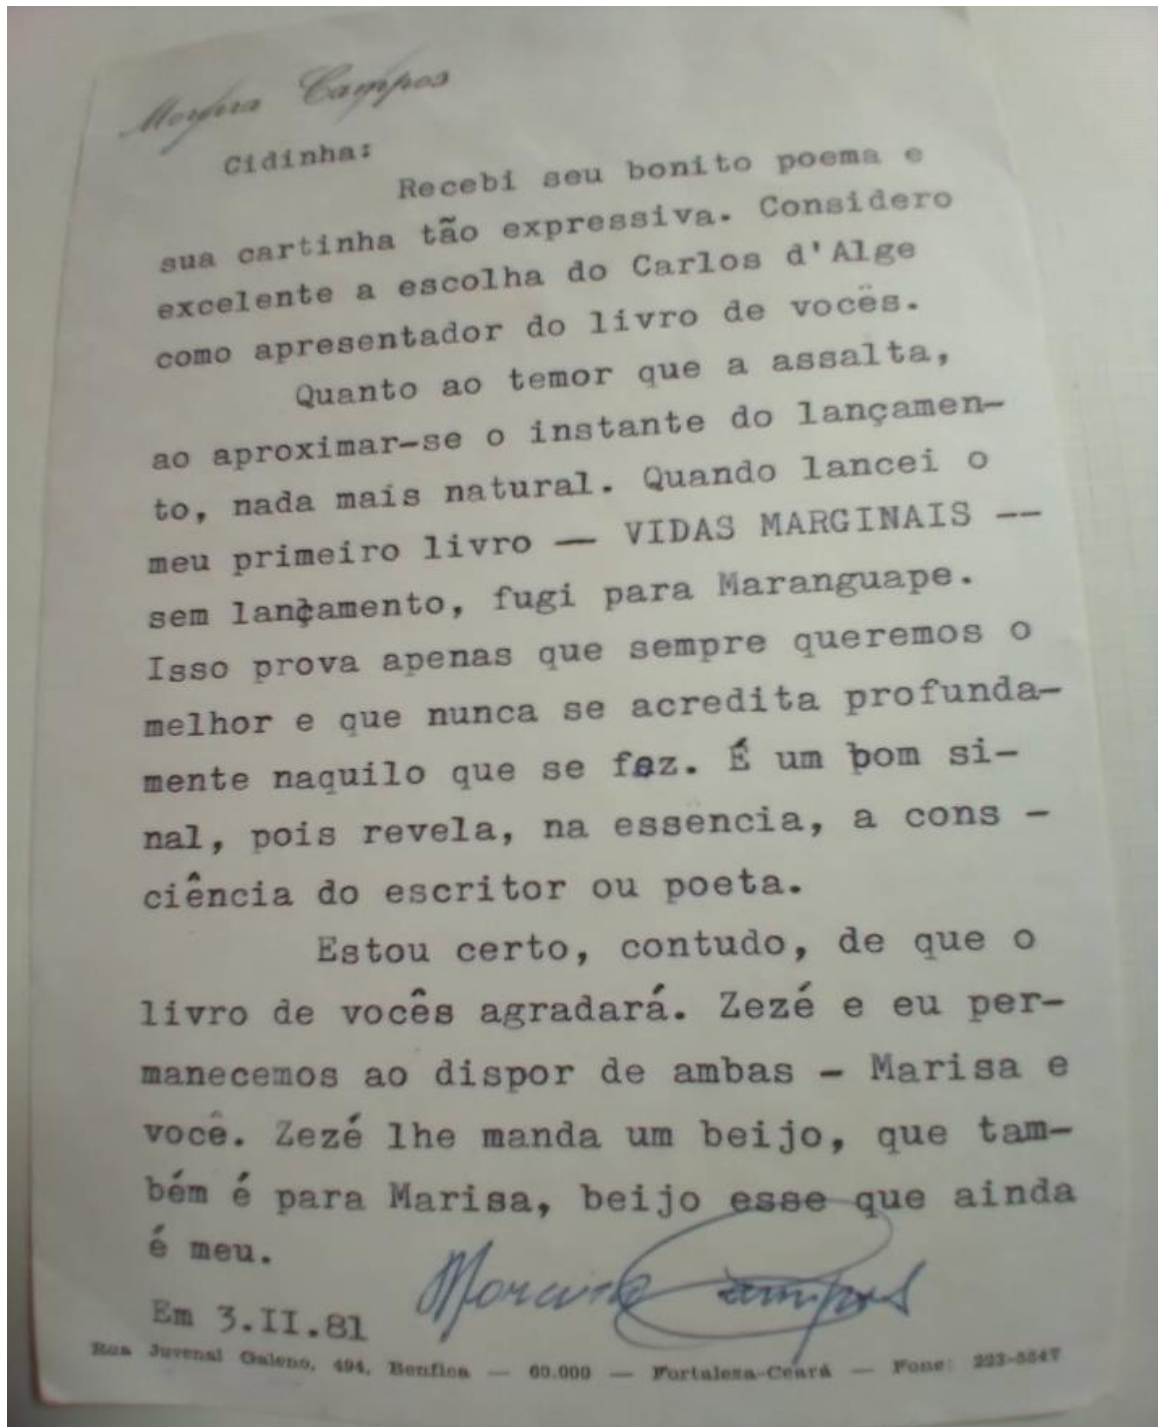 Moreira Campos
Cidinha:
Recebi seu bonito poema e
sua cartinha tão expressiva. Considero
excelente a escolha do Carlos d'Alge
como apresentador do livro de vocês.
Quanto ao temor que a assalta,
ao aproximar-se o instante do lançamen-
to, nada mais natural. Quando lancei o
meu primeiro livro — VIDAS MARGINAIS --
sem lançamento, fugi para Maranguape.
Isso prova apenas que sempre queremos o
melhor e que nunca se acredita profunda-
mente naquilo que se faz. É um bom si-
nal, pois revela, na essencia, a cons -
ciência do escritor ou poeta.
Estou certo, contudo, de que o
livro de vocês agradará. Zezé e eu per-
manecemos ao dispor de ambas - Marisa e
você. Zezé lhe manda um beijo, que tam-
bém é para Marisa, beijo esse que ainda
é meu.
Moreira Campos
Em 3.II.81
Rua Juvenal Galeno, 494, Benfica — 60.000 — Fortaleza-Ceará — Fone: 223-5547